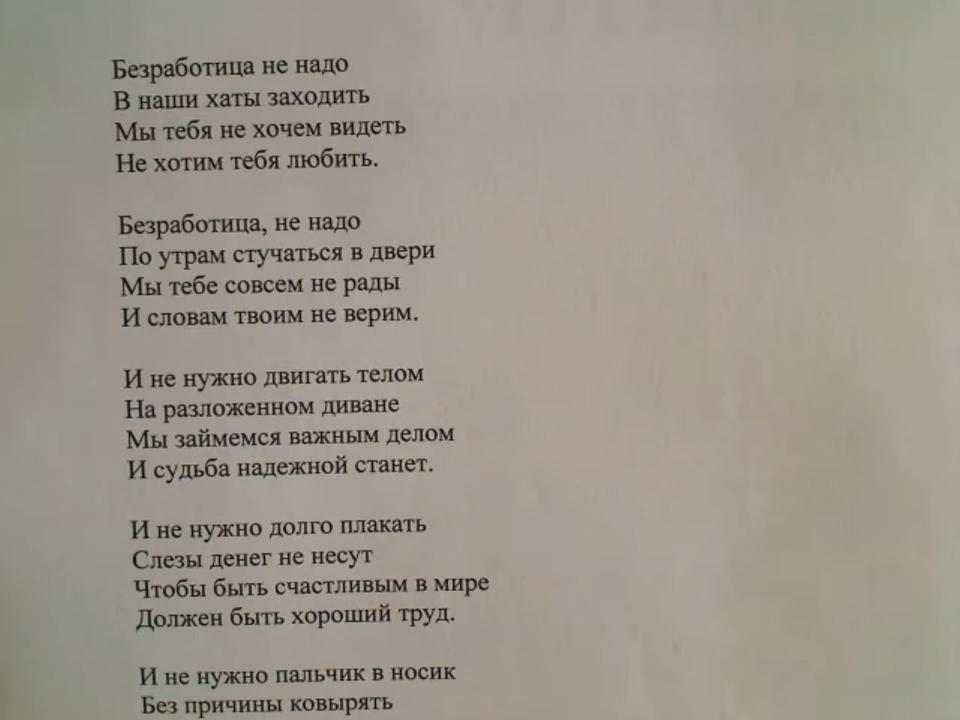 Безработица не надо
В наши хаты заходить
Мы тебя не хочем видеть
Не хотим тебя любить.

Безработица, не надо
По утрам стучаться в двери
Мы тебе совсем не рады
И словам твоим не верим.

И не нужно двигать телом
На разложенном диване
Мы займемся важным делом
И судьба надежной станет.

И не нужно долго плакать
Слезы денег не несут
Чтобы быть счастливым в мире
Должен быть хороший труд.

И не нужно пальчик в носик
Без причины ковырять